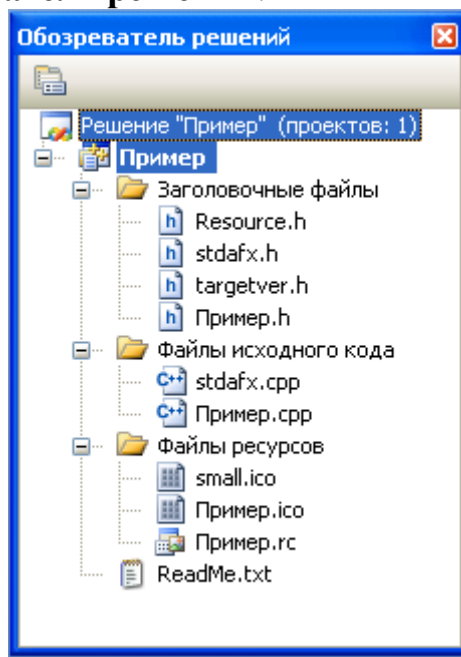 Обозреватель решений
Решение "Пример" (проектов: 1)
Пример
Заголовочные файлы
Resource.h
stdafx.h
targetver.h
Пример.h
Файлы исходного кода
stdafx.cpp
Пример.cpp
Файлы ресурсов
small.ico
Пример.ico
Пример.rc
ReadMe.txt